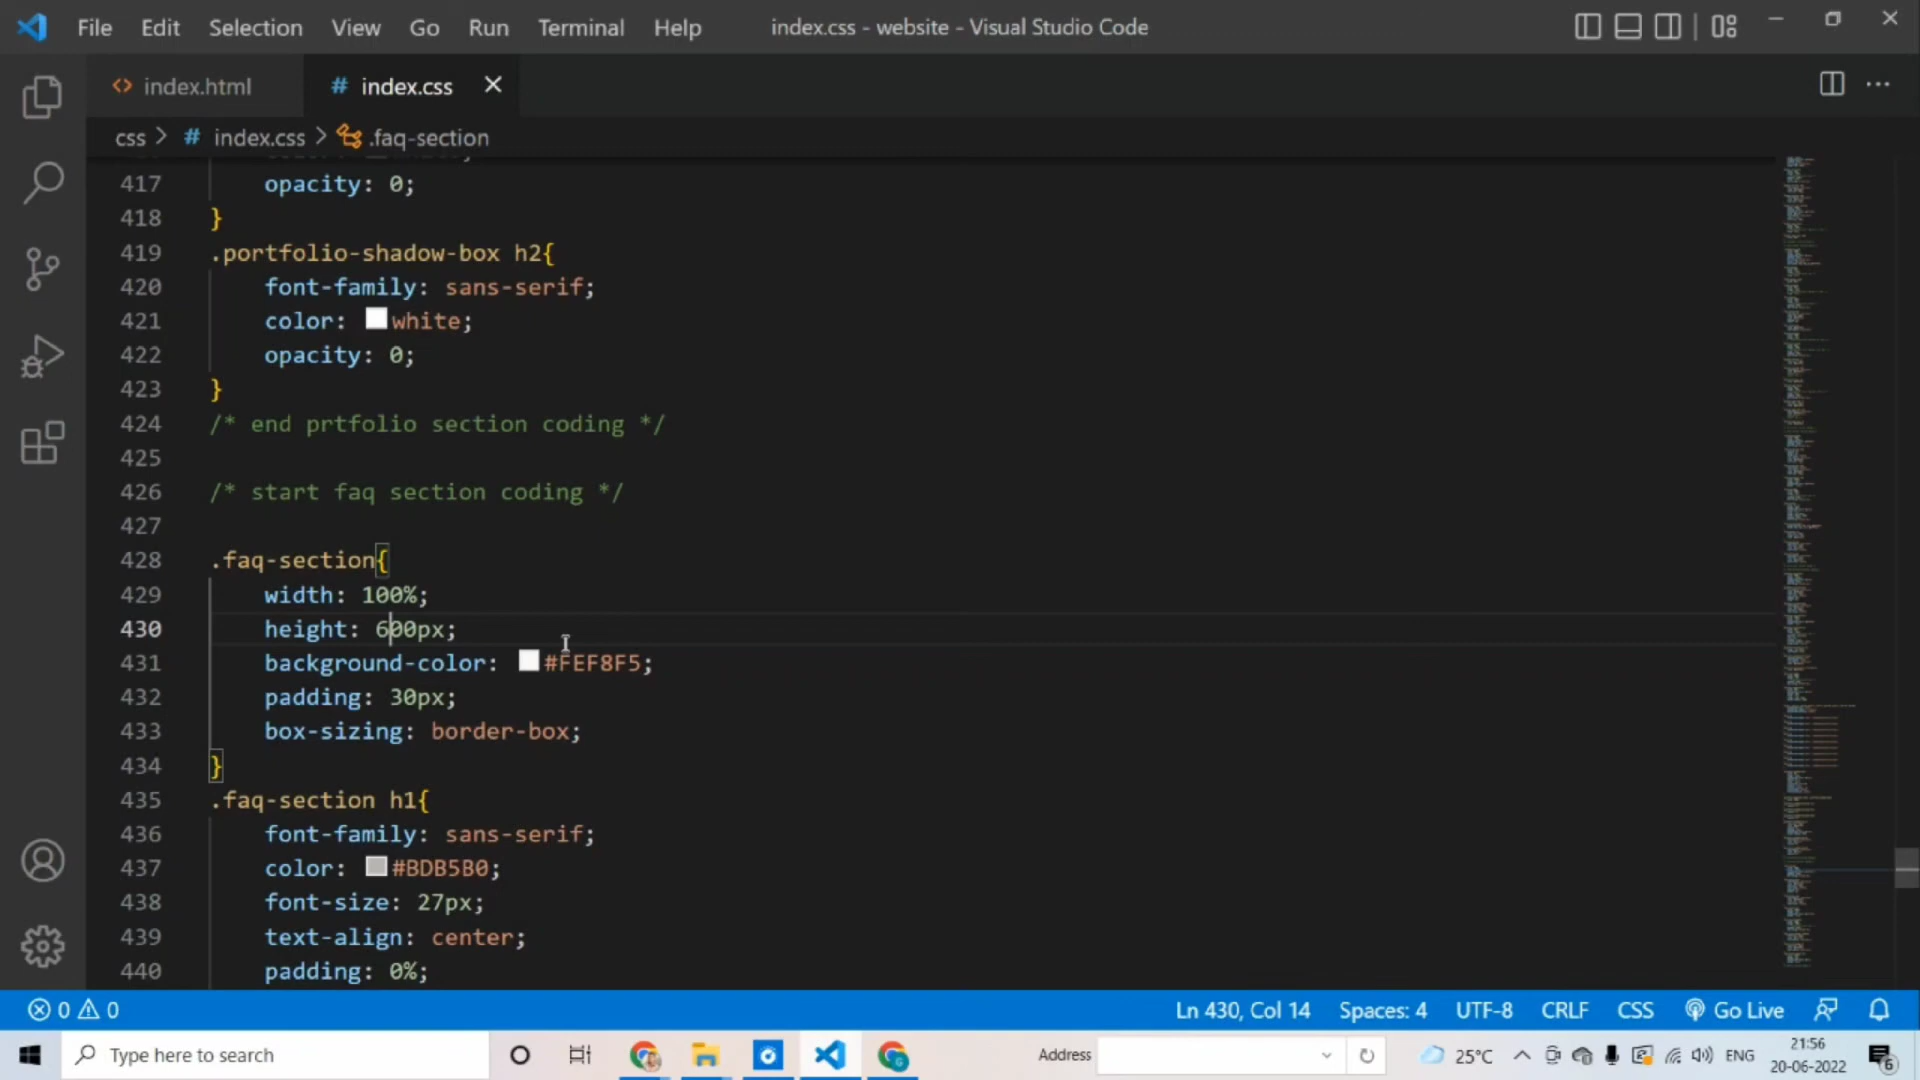 File Edit Selection View Go Run Terminal Help index.css - website - Visual Studio Code
<> index.html # index.css
css > # index.css > .faq-section
417 opacity: 0;
418 }
419 .portfolio-shadow-box h2{
420 font-family: sans-serif;
421 color: white;
422 opacity: 0;
423 }
424 /* end prtfolio section coding */
425
426 /* start faq section coding */
427
428 .faq-section{
429 width: 100%;
430 height: 600px;
431 background-color: #FEF8F5;
432 padding: 30px;
433 box-sizing: border-box;
434 }
435 .faq-section h1{
436 font-family: sans-serif;
437 color: #BDB5B0;
438 font-size: 27px;
439 text-align: center;
440 padding: 0%;
0 0 Ln 430, Col 14 Spaces: 4 UTF-8 CRLF CSS Go Live
Type here to search Address 25°C ENG 21:56
20-06-2022 6